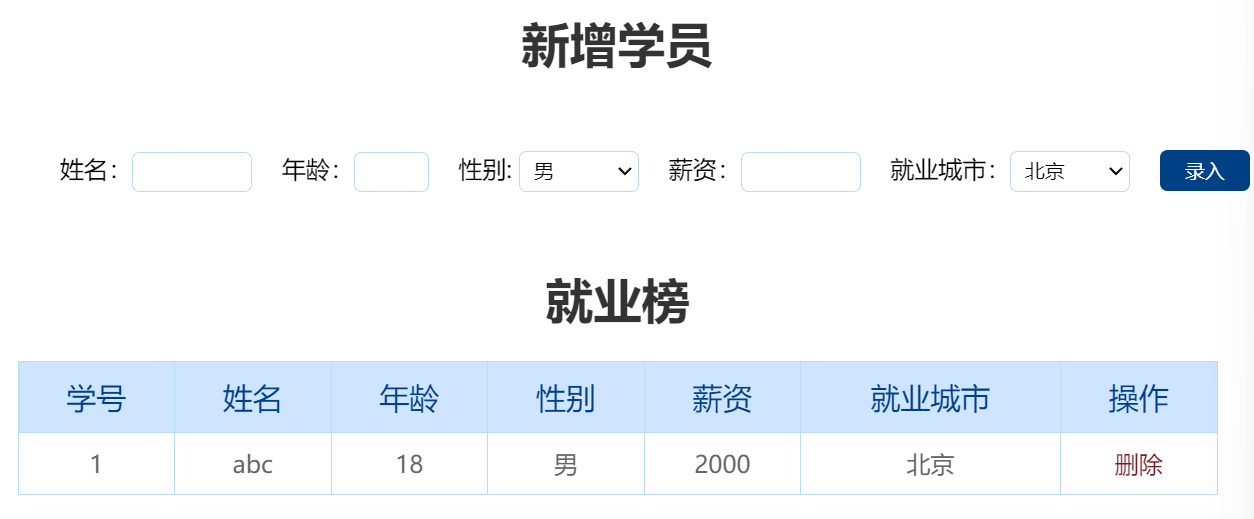 新增学员
姓名： 年龄： 性别: 男 薪资： 就业城市： 北京 录入
就业榜
学号 姓名 年龄 性别 薪资 就业城市 操作
1 abc 18 男 2000 北京 删除